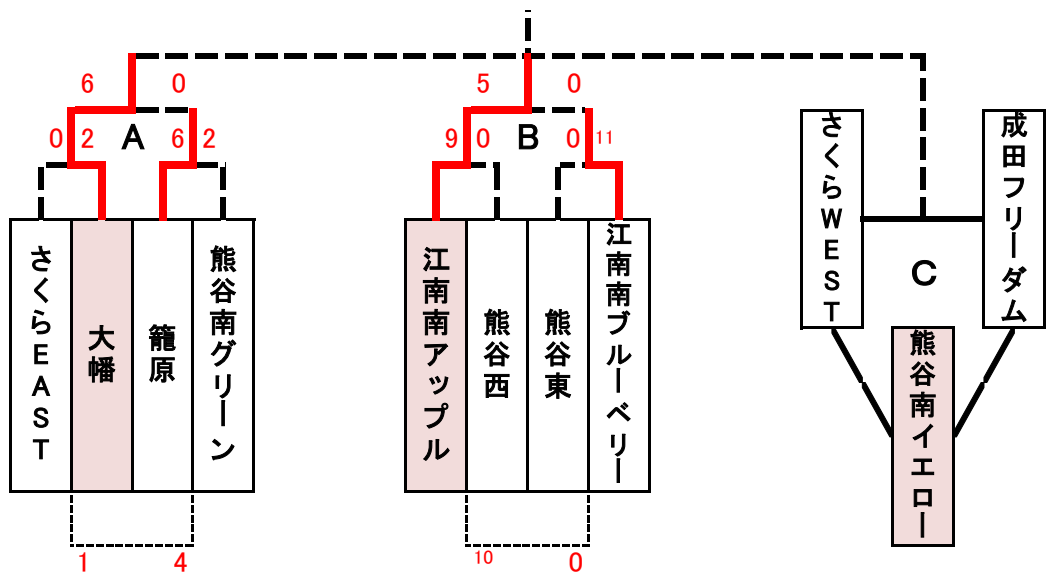 6 0
5 0
0 2 A 6 2
9 0 B 0 11
さくらEAST
大幡
籠原
熊谷南グリーン
江南南アップル
熊谷西
熊谷東
江南南ブルーベリー
さくらWEST
C
成田フリーダム
熊谷南イエロー
1 4
10 0